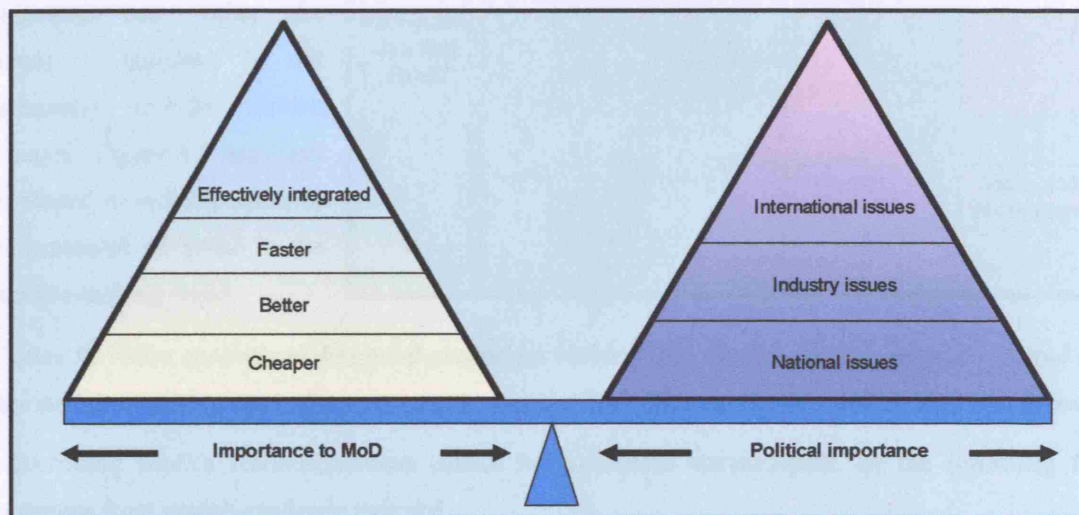 Effectively integrated
Faster
Better
Cheaper
International issues
Industry issues
National issues
Importance to MoD
Political importance